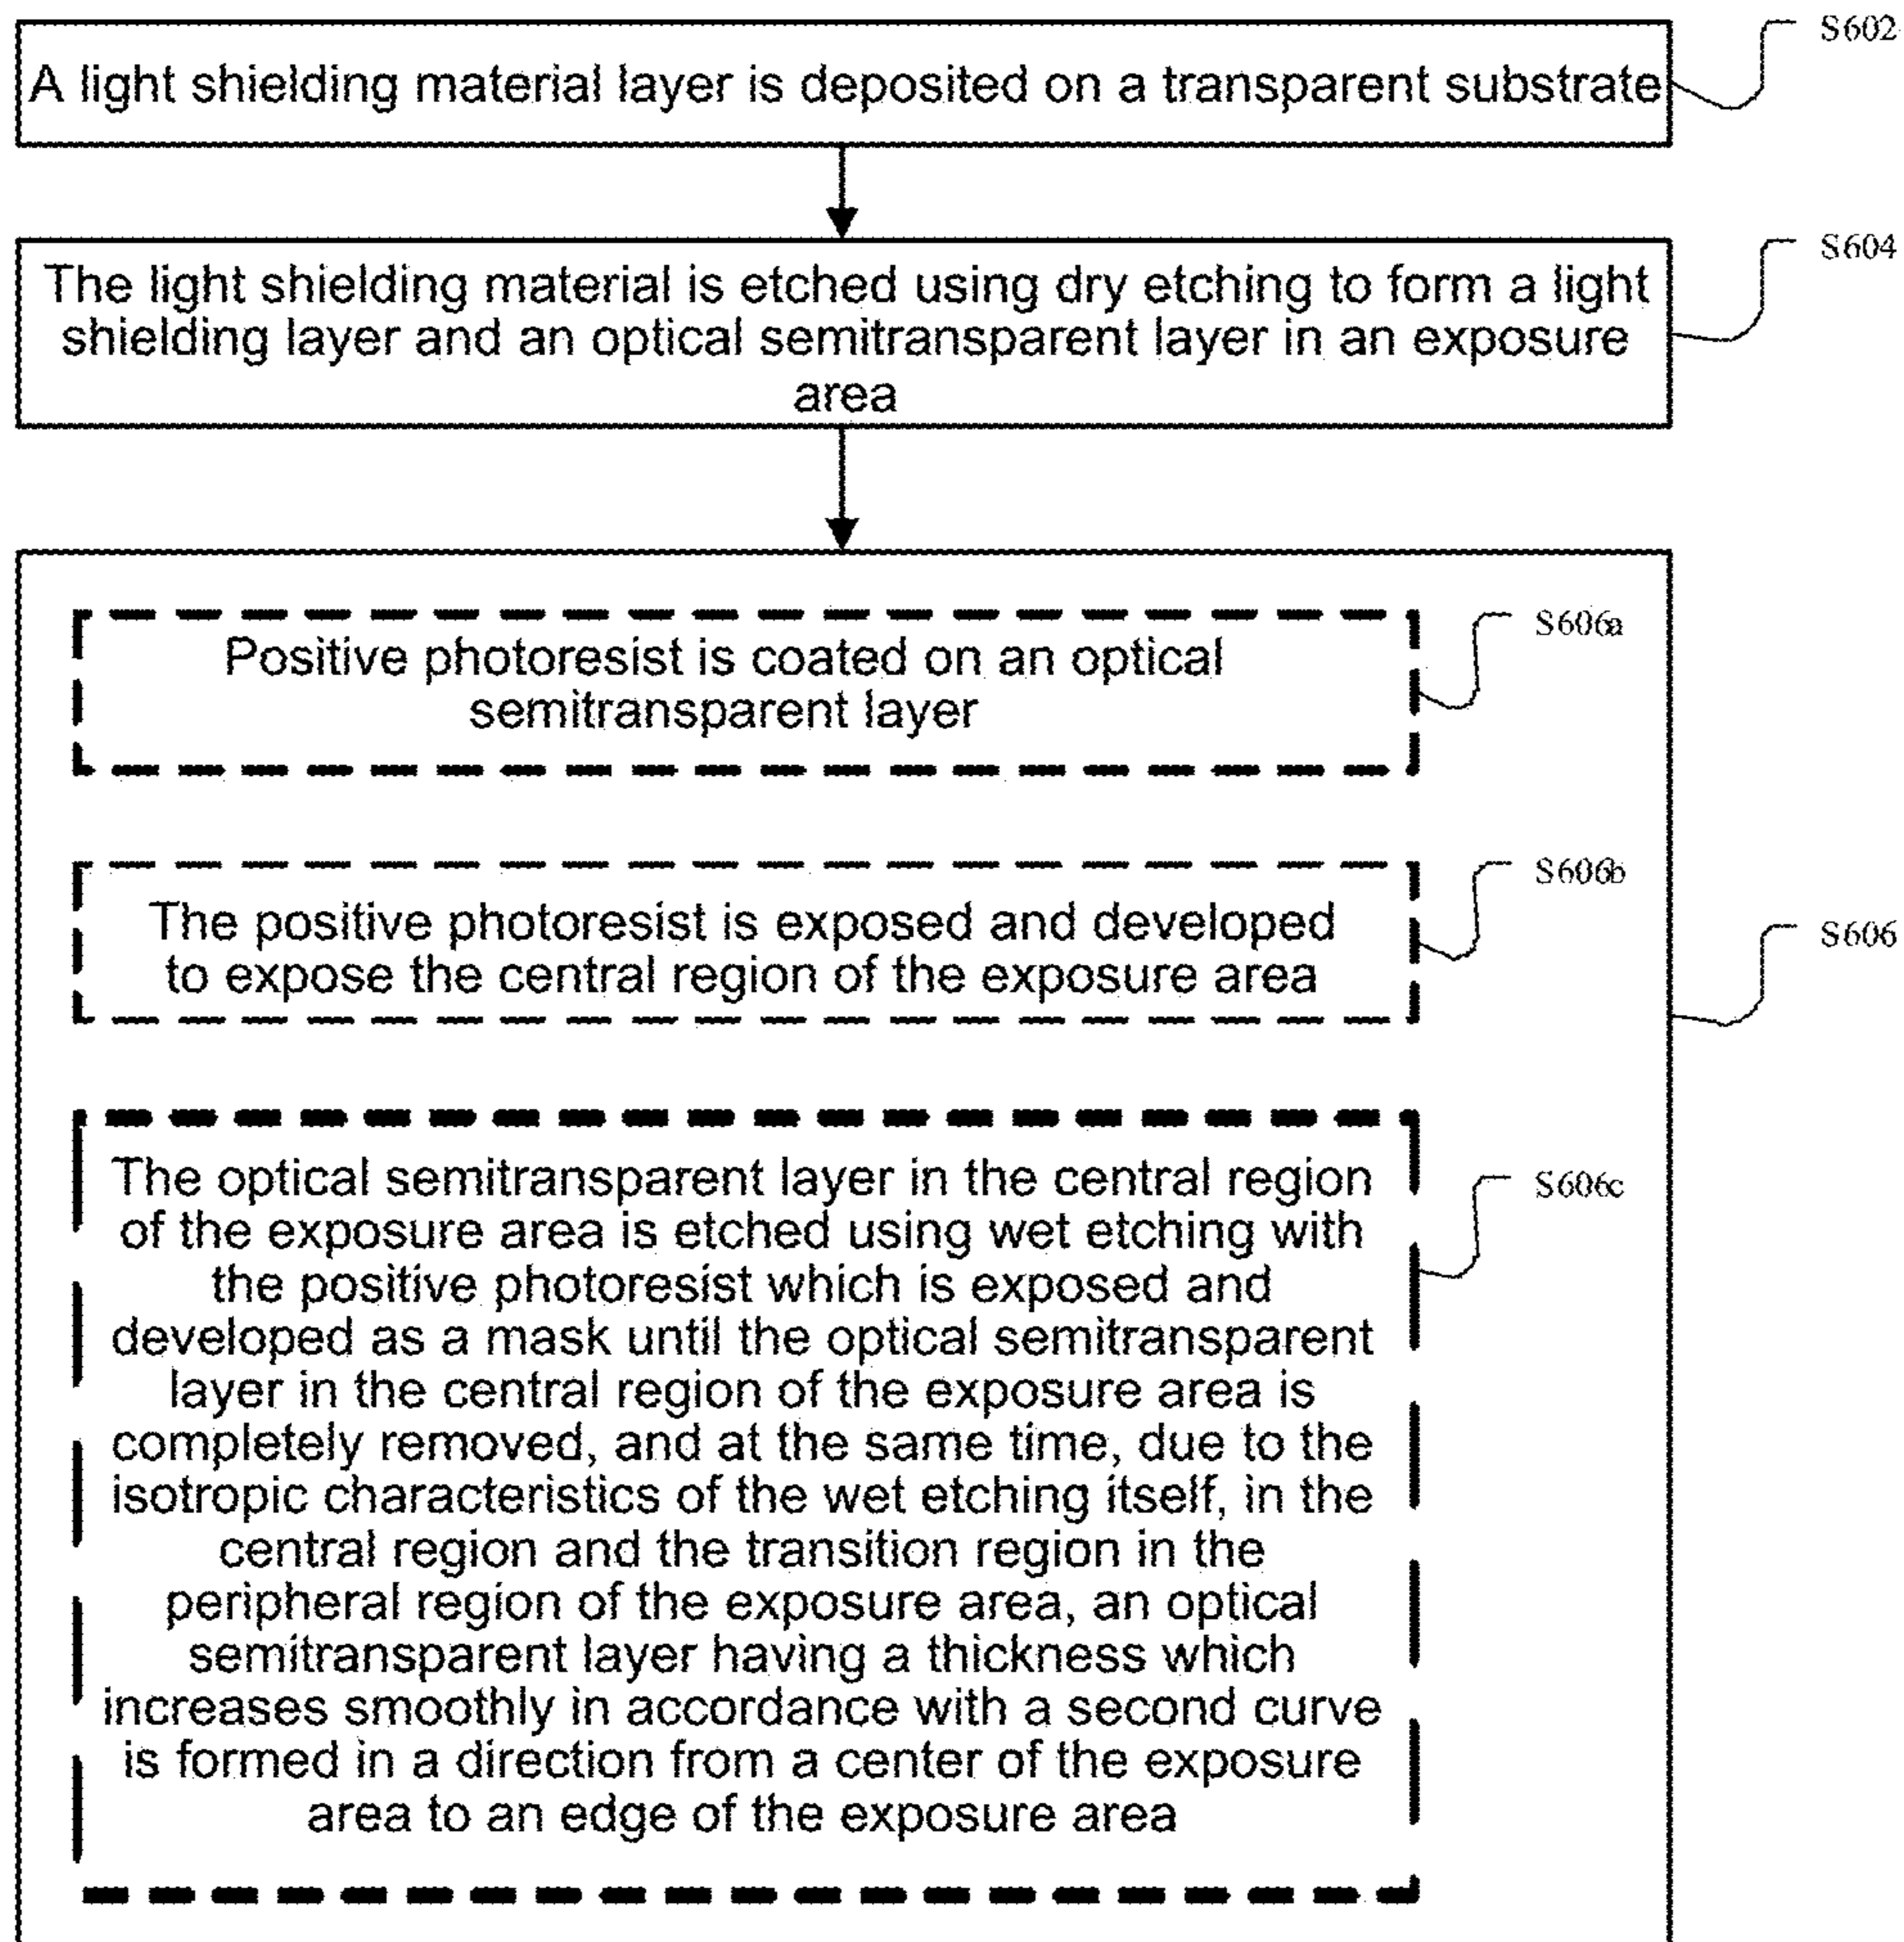 S602
A light shielding material layer is deposited on a transparent substrate
S604
The light shielding material is etched using dry etching to form a light
shielding layer and an optical semitransparent layer in an exposure
area
S606a
Positive photoresist is coated on an optical
semitransparent layer
S606b
The positive photoresist is exposed and developed
to expose the central region of the exposure area
S606
S606c
The optical semitransparent layer in the central region
of the exposure area is etched using wet etching with
the positive photoresist which is exposed and
developed as a mask until the optical semitransparent
layer in the central region of the exposure area is
completely removed, and at the same time, due to the
isotropic characteristics of the wet etching itself, in the
central region and the transition region in the
peripheral region of the exposure area, an optical
semitransparent layer having a thickness which
increases smoothly in accordance with a second curve
is formed in a direction from a center of the exposure
area to an edge of the exposure area